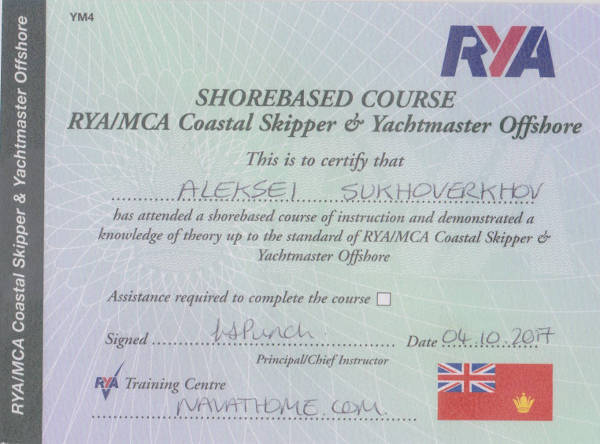 YM4
RYA
SHOREBASED COURSE
RYA/MCA Coastal Skipper & Yachtmaster Offshore
This is to certify that
ALEKSEI SUKHOVERKHOV
has attended a shorebased course of instruction and demonstrated a
knowledge of theory up to the standard of RYA/MCA Coastal Skipper &
Yachtmaster Offshore
Assistance required to complete the course
Signed
Date 04.10.2017
Principal/Chief Instructor
RYA Training Centre
NAVATHOME.COM.
RYA/MCA Coastal Skipper & Yachtmaster Offshore